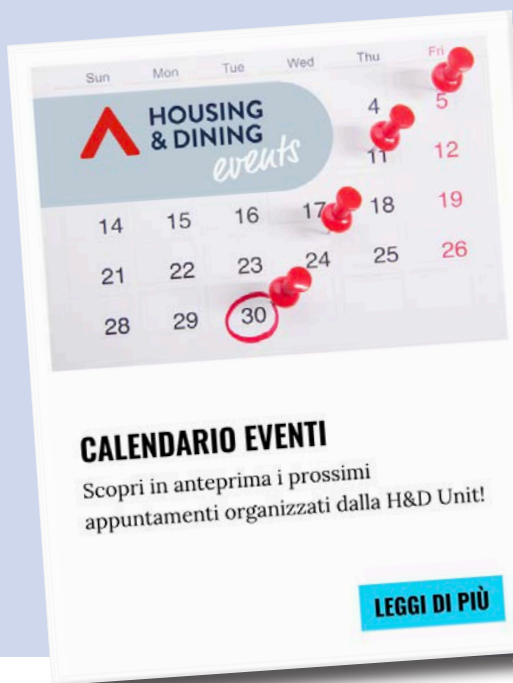 Sun Mon Tue Wed Thu Fri
HOUSING
& DINING
events
4 5
11 12
14 15 16 17 18 19
21 22 23 24 25 26
28 29 30
CALENDARIO EVENTI
Scopri in anteprima i prossimi
appuntamenti organizzati dalla H&D Unit!
LEGGI DI PIÙ